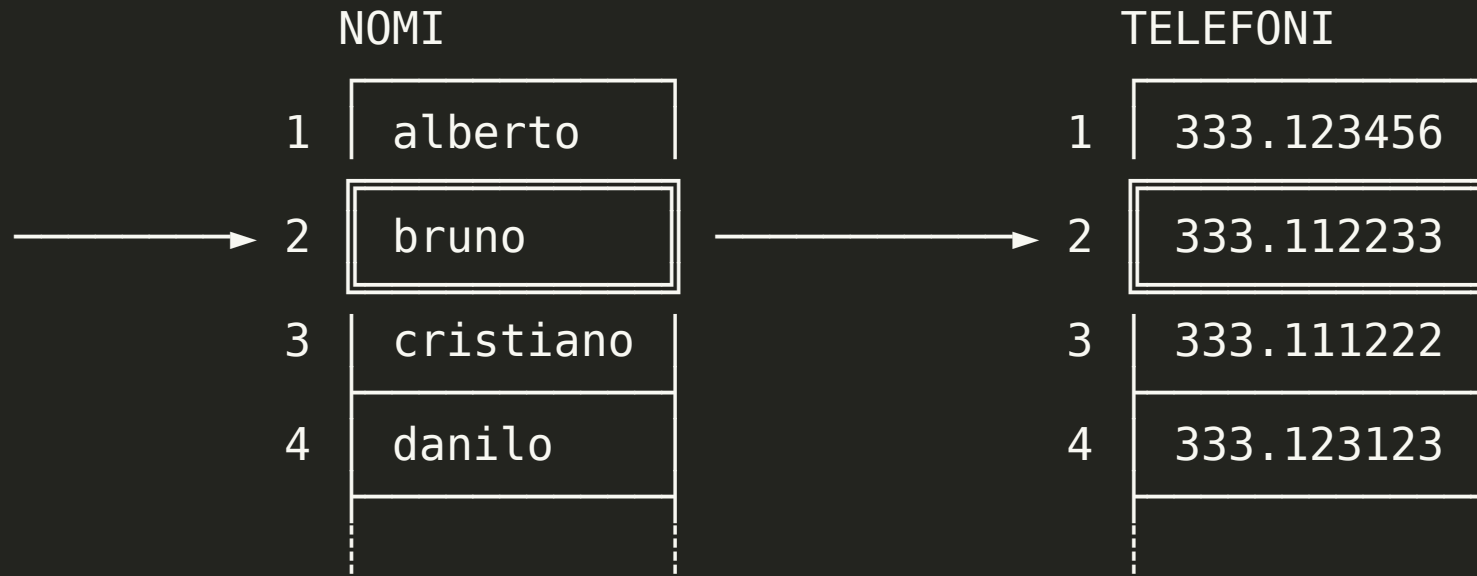 NOMI TELEFONI
1 alberto 1 333.123456
2 bruno 2 333.112233
3 cristiano 3 333.111222
4 danilo 4 333.123123